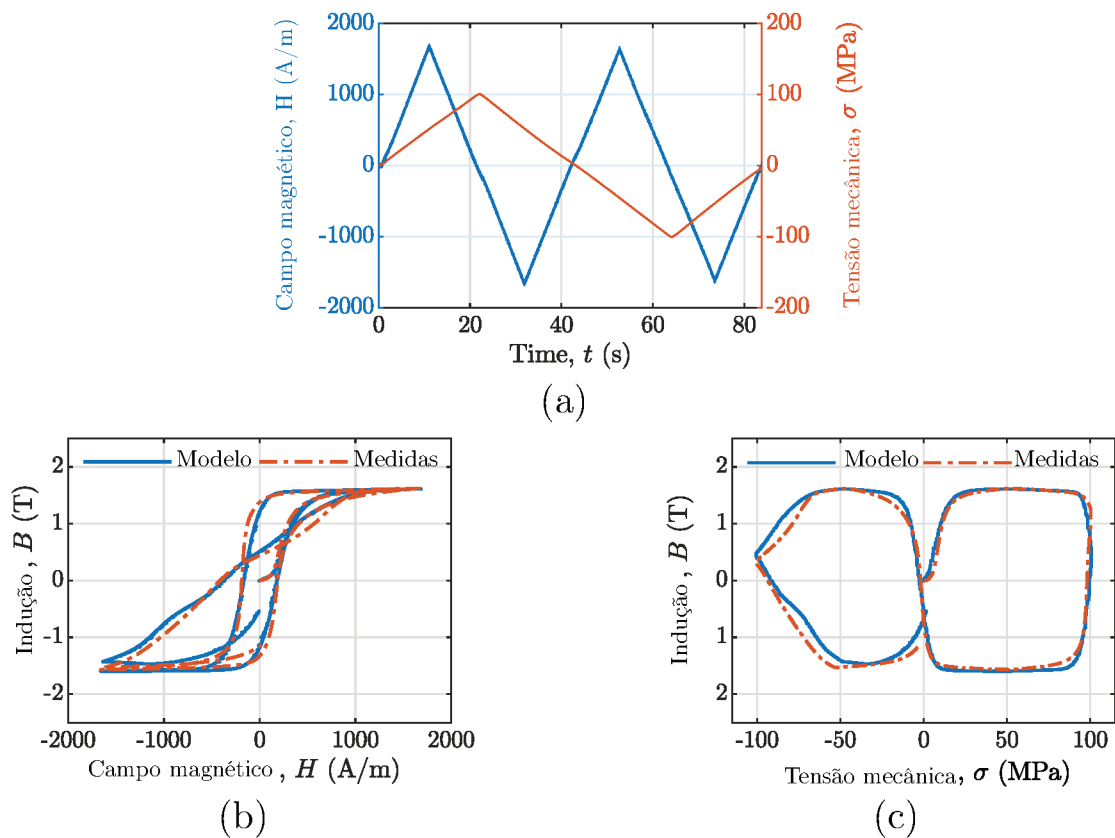 2000
1000
0
-1000
-2000
Campo magnético, H (A/m)
200
100
0
-100
-200
Tensão mecânica, σ (MPa)
0 20 40 60 80
Time, t (s)
(a)
Modelo Medidas
2
1
0
-1
-2
Indução , B (T)
-2000 -1000 0 1000 2000
Campo magnético , H (A/m)
(b)
Modelo Medidas
2
1
0
1
2
Indução , B (T)
-100 -50 0 50 100
Tensão mecânica, σ (MPa)
(c)